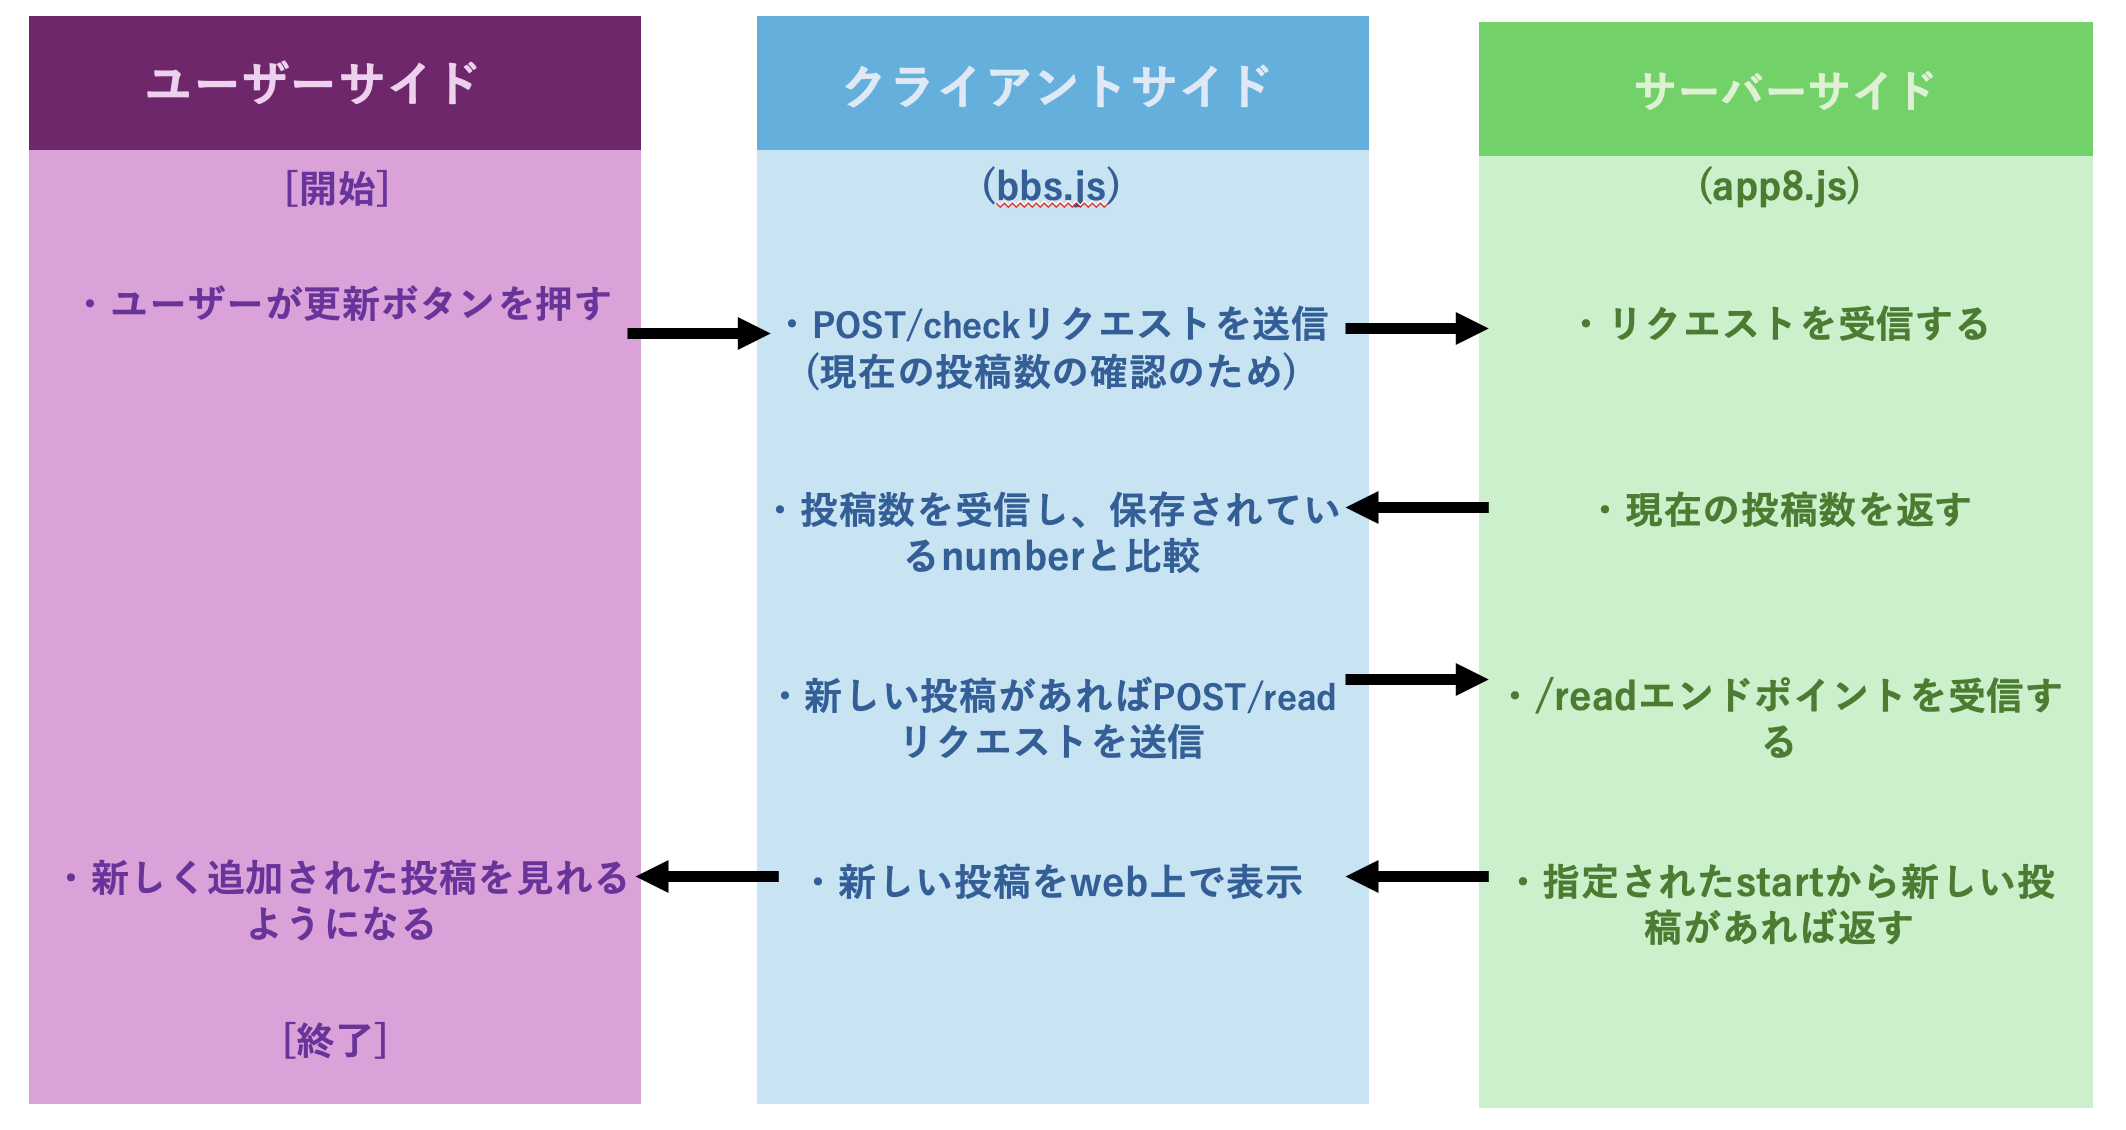 ユーザーサイド
[開始]
・ユーザーが更新ボタンを押す
・新しく追加された投稿を見れる
ようになる
[終了]
クライアントサイド
(bbs.js)
・POST/checkリクエストを送信
(現在の投稿数の確認のため)
・投稿数を受信し、保存されてい
るnumberと比較
・新しい投稿があればPOST/read
リクエストを送信
・新しい投稿をweb上で表示
サーバーサイド
(app8.js)
・リクエストを受信する
・現在の投稿数を返す
・/readエンドポイントを受信す
る
・指定されたstartから新しい投
稿があれば返す